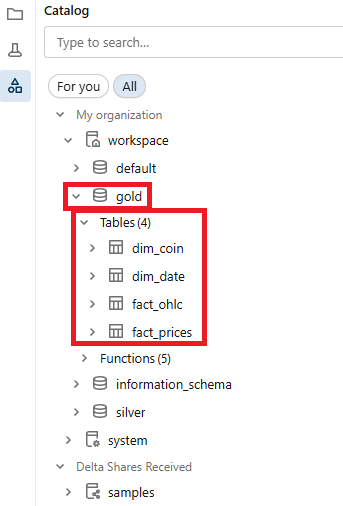 Catalog
Type to search...
For you All
My organization
workspace
default
gold
Tables (4)
dim_coin
dim_date
fact_ohlc
fact_prices
Functions (5)
information_schema
silver
system
Delta Shares Received
samples